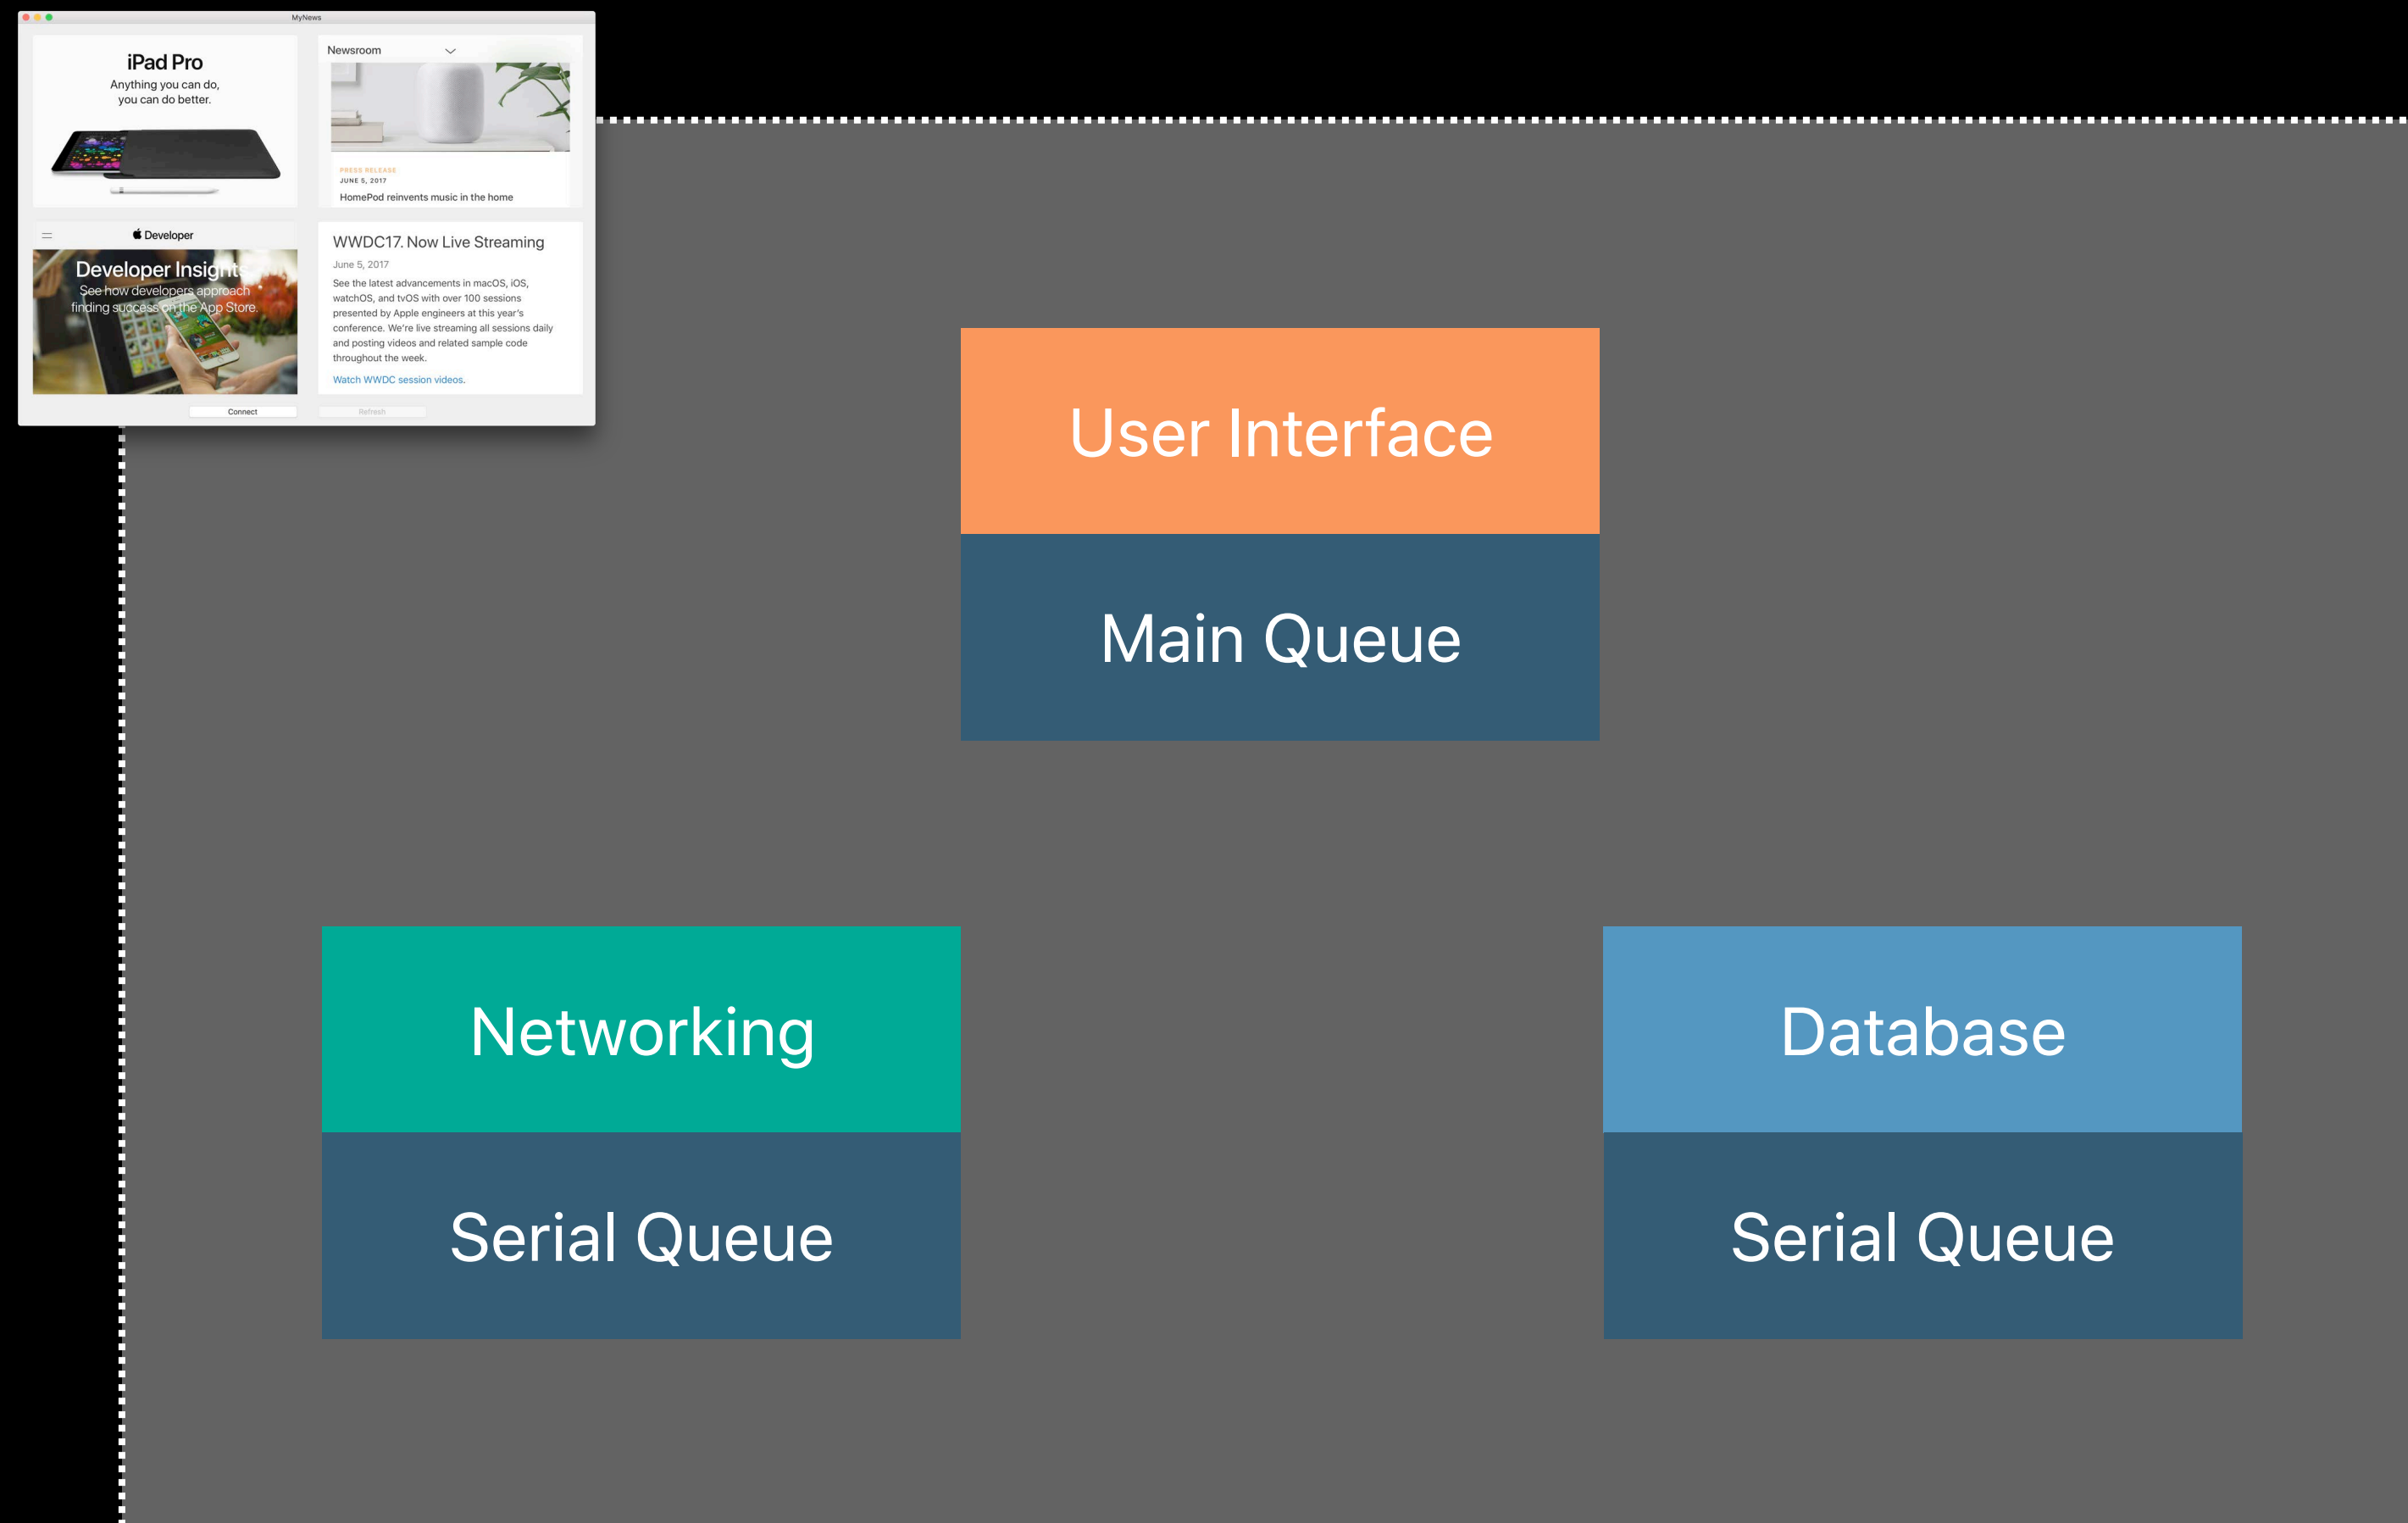 MyNews
iPad Pro
Anything you can do,
you can do better.
Newsroom
PRESS RELEASE
JUNE 5, 2017
HomePod reinvents music in the home
Developer
Developer Insights
See how developers approach
finding success on the App Store.
WWDC17. Now Live Streaming
June 5, 2017
See the latest advancements in macOS, iOS,
watchOS, and tvOS with over 100 sessions
presented by Apple engineers at this year's
conference. We're live streaming all sessions daily
and posting videos and related sample code
throughout the week.
Watch WWDC session videos.
Connect
Refresh
User Interface
Main Queue
Networking
Serial Queue
Database
Serial Queue